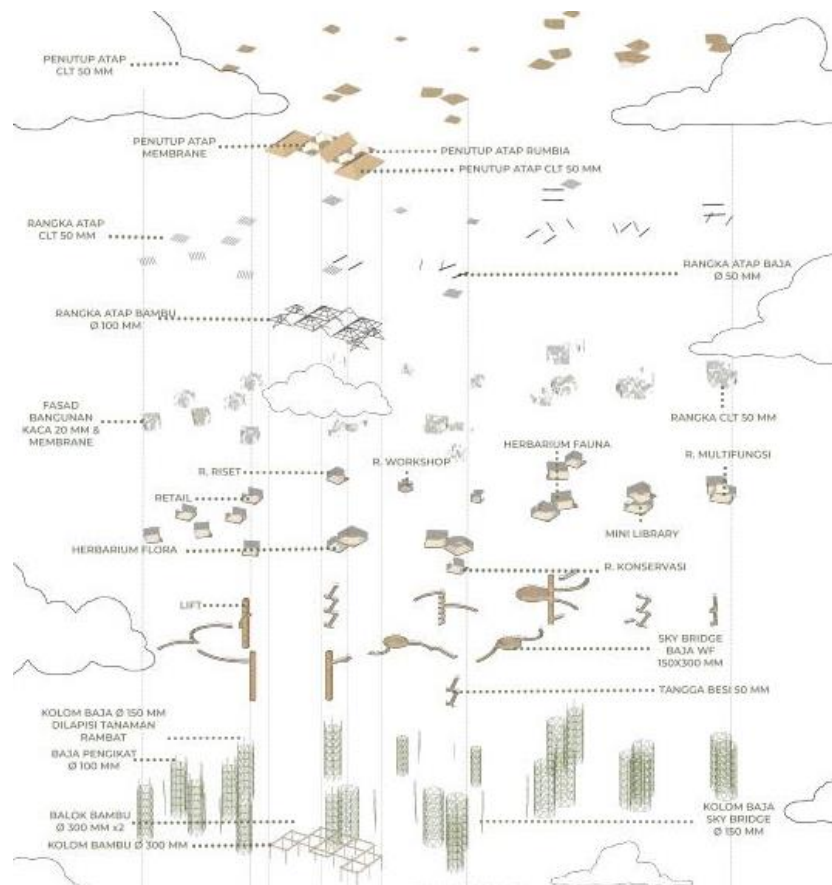 PENUTUP ATAP
CLT 50 MM
PENUTUP ATAP
MEMBRANE
PENUTUP ATAP RUMBIA
PENUTUP ATAP CLT 50 MM
RANGKA ATAP
CLT 50 MM
RANGKA ATAP BAJA
Ø 50 MM
RANGKA ATAP BAMBU
Ø 100 MM
FASAD
BANGUNAN
KACA 20 MM &
MEMBRANE
RANGKA CLT 50 MM
HERBARIUM FAUNA
R. MULTIFUNGSI
R. WORKSHOP
R. RISET
RETAIL
MINI LIBRARY
HERBARIUM FLORA
R. KONSERVASI
LIFT
SKY BRIDGE
BAJA WF
150X300 MM
TANGGA BESI 50 MM
KOLOM BAJA Ø 150 MM
DILAPISI TANAMAN
RAMBAT
BAJA PENGIKAT
Ø 100 MM
BALOK BAMBU
Ø 300 MM x2
KOLOM BAJA
SKY BRIDGE
Ø 150 MM
KOLOM BAMBU Ø 300 MM